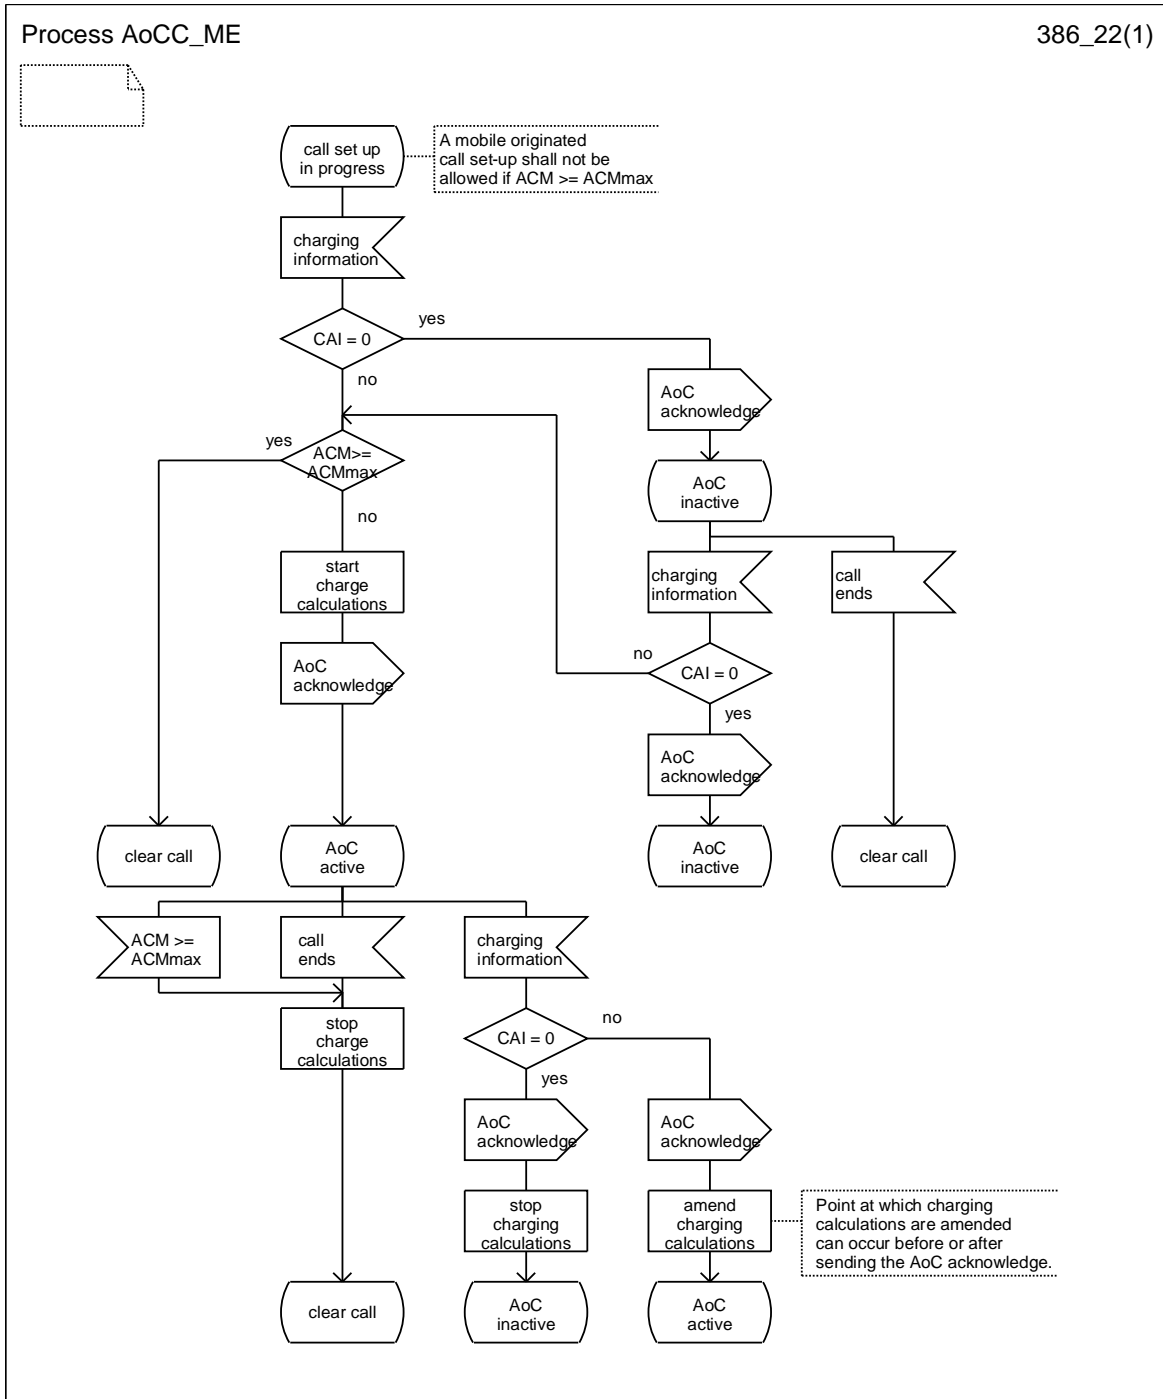 Process AoCC_ME
386_22(1)
call set up
in progress
A mobile originated
call set-up shall not be
allowed if ACM >= ACMmax
charging
information
CAI = 0
yes
no
AoC
acknowledge
yes
ACM>=
ACMmax
no
AoC
inactive
start
charge
calculations
charging
information
call
ends
AoC
acknowledge
no
CAI = 0
yes
AoC
acknowledge
clear call
AoC
active
AoC
inactive
clear call
ACM >=
ACMmax
call
ends
charging
information
stop
charge
calculations
CAI = 0
no
yes
AoC
acknowledge
AoC
acknowledge
stop
charging
calculations
amend
charging
calculations
Point at which charging
calculations are amended
can occur before or after
sending the AoC acknowledge.
clear call
AoC
inactive
AoC
active